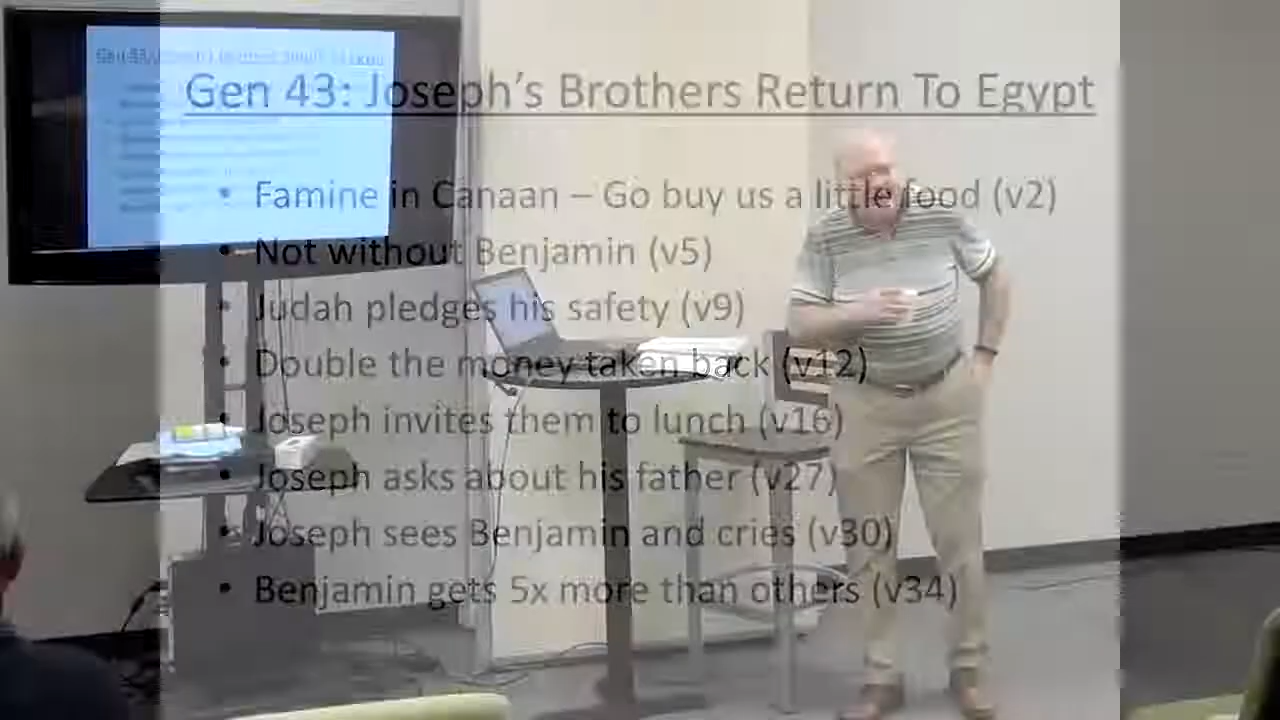 Gen 43: Joseph's Brothers Return To Egypt
• Famine in Canaan – Go buy us a little food (v2)
• Not without Benjamin (v5)
• Judah pledges his safety (v9)
• Double the money taken back (v12)
• Joseph invites them to lunch (v16)
• Joseph asks about his father (v27)
• Joseph sees Benjamin and cries (v30)
• Benjamin gets 5x more than others (v34)